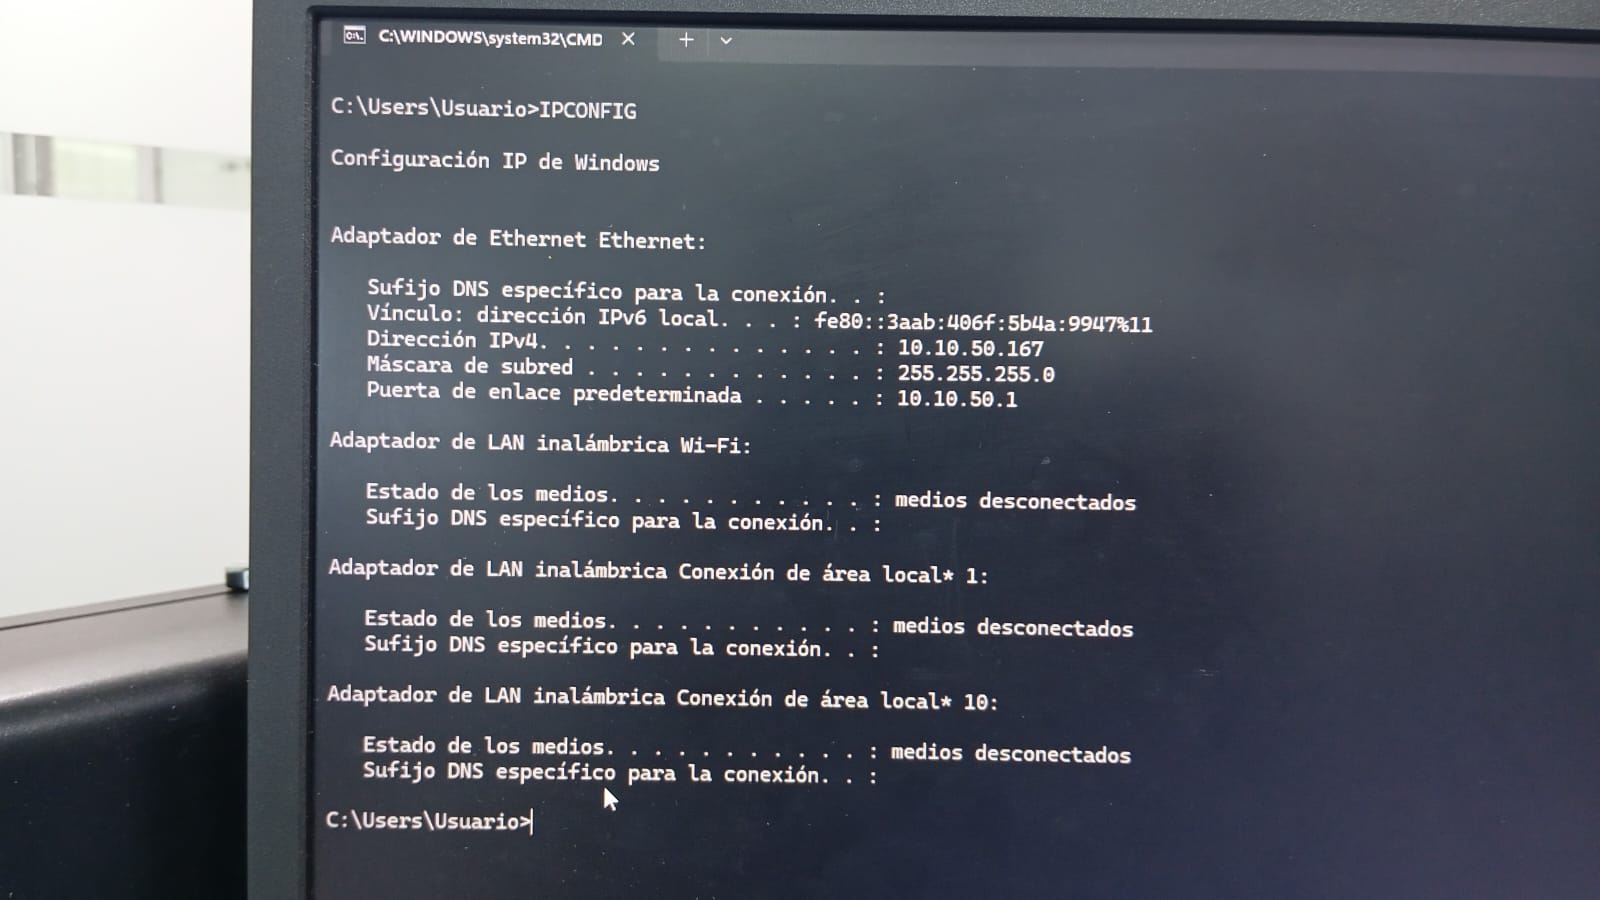 C:\WINDOWS\system32\CMD
C:\Users\Usuario>IPCONFIG
Configuración IP de Windows
Adaptador de Ethernet Ethernet:
Sufijo DNS específico para la conexión. . :
Vínculo: dirección IPv6 local. . . : fe80::3aab:406f:5b4a:9947%11
Dirección IPv4. . . . . . . . . . . . . . : 10.10.50.167
Máscara de subred . . . . . . . . . . . . : 255.255.255.0
Puerta de enlace predeterminada . . . . . : 10.10.50.1
Adaptador de LAN inalámbrica Wi-Fi:
Estado de los medios. . . . . . . . . . . : medios desconectados
Sufijo DNS específico para la conexión. . :
Adaptador de LAN inalámbrica Conexión de área local* 1:
Estado de los medios. . . . . . . . . . . : medios desconectados
Sufijo DNS específico para la conexión. . :
Adaptador de LAN inalámbrica Conexión de área local* 10:
Estado de los medios. . . . . . . . . . . : medios desconectados
Sufijo DNS específico para la conexión. . :
C:\Users\Usuario>